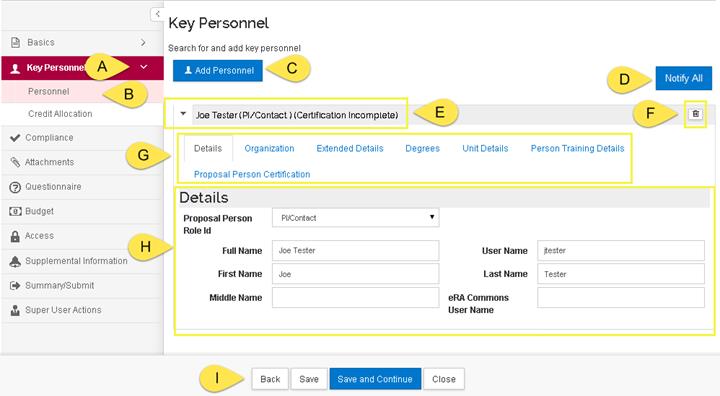 Key Personnel
Search for and add key personnel
Add Personnel
C
D
Notify All
Basics
Key Personnel
A
Personnel
B
Credit Allocation
Compliance
Attachments
Questionnaire
Budget
Access
Supplemental Information
Summary/Submit
Super User Actions
Joe Tester (PI/Contact ) (Certification Incomplete)
E
F
G
Details
Organization
Extended Details
Degrees
Unit Details
Person Training Details
Proposal Person Certification
H
Details
Proposal Person
Role Id
PI/Contact
Full Name
Joe Tester
User Name
jtester
First Name
Joe
Last Name
Tester
Middle Name
eRA Commons
User Name
I
Back
Save
Save and Continue
Close